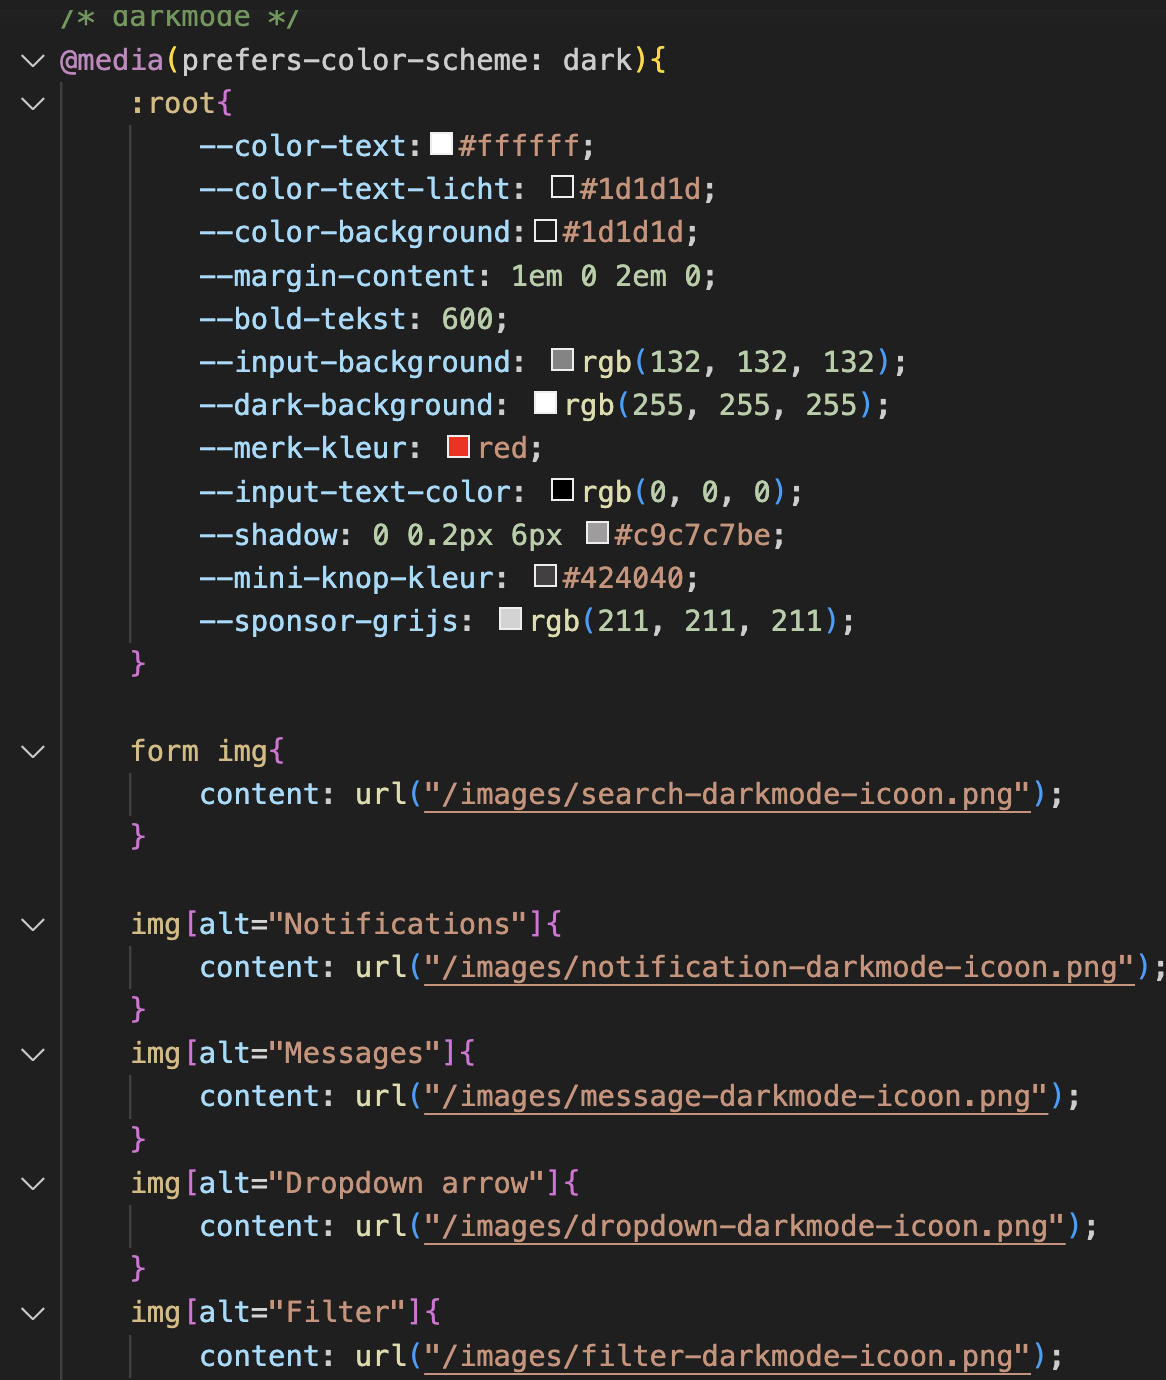 /* darkmode */
@media(prefers-color-scheme: dark){
    :root{
        --color-text:#ffffff;
        --color-text-licht: #1d1d1d;
        --color-background:#1d1d1d;
        --margin-content: 1em 0 2em 0;
        --bold-tekst: 600;
        --input-background: rgb(132, 132, 132);
        --dark-background: rgb(255, 255, 255);
        --merk-kleur: red;
        --input-text-color: rgb(0, 0, 0);
        --shadow: 0 0.2px 6px #c9c7c7be;
        --mini-knop-kleur: #424040;
        --sponsor-grijs: rgb(211, 211, 211);
    }

    form img{
        content: url("/images/search-darkmode-icoon.png");
    }

    img[alt="Notifications"]{
        content: url("/images/notification-darkmode-icoon.png");
    }
    img[alt="Messages"]{
        content: url("/images/message-darkmode-icoon.png");
    }
    img[alt="Dropdown arrow"]{
        content: url("/images/dropdown-darkmode-icoon.png");
    }
    img[alt="Filter"]{
        content: url("/images/filter-darkmode-icoon.png");